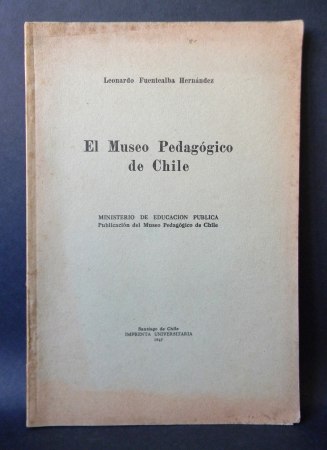 Leonardo Fuentealba Hernández
El Museo Pedagógico
de Chile
MINISTERIO DE EDUCACION PUBLICA
Publicación del Museo Pedagógico de Chile
Santiago de Chile
IMPRENTA UNIVERSITARIA